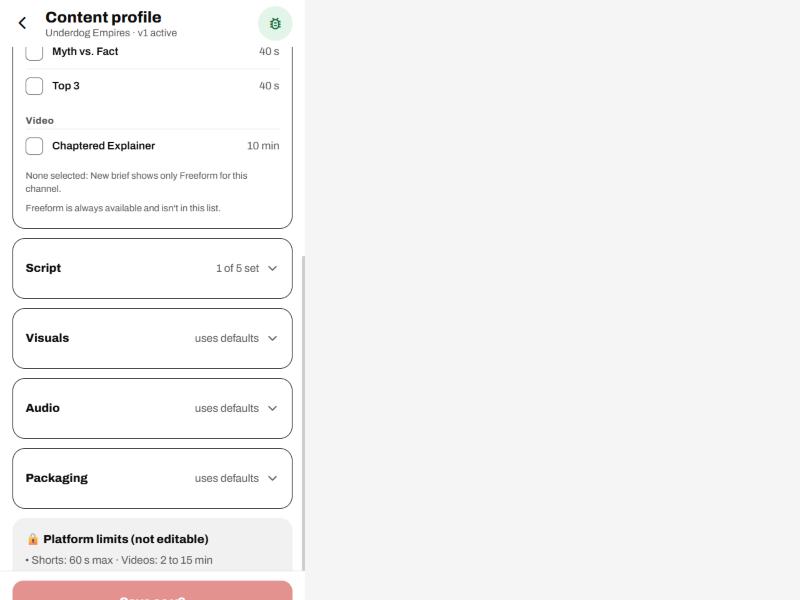 Content profile
Underdog Empires · v1 active
Myth vs. Fact 40 s
Top 3 40 s
Video
Chaptered Explainer 10 min
None selected: New brief shows only Freeform for this
channel.
Freeform is always available and isn't in this list.
Script 1 of 5 set
Visuals uses defaults
Audio uses defaults
Packaging uses defaults
🔒 Platform limits (not editable)
• Shorts: 60 s max · Videos: 2 to 15 min